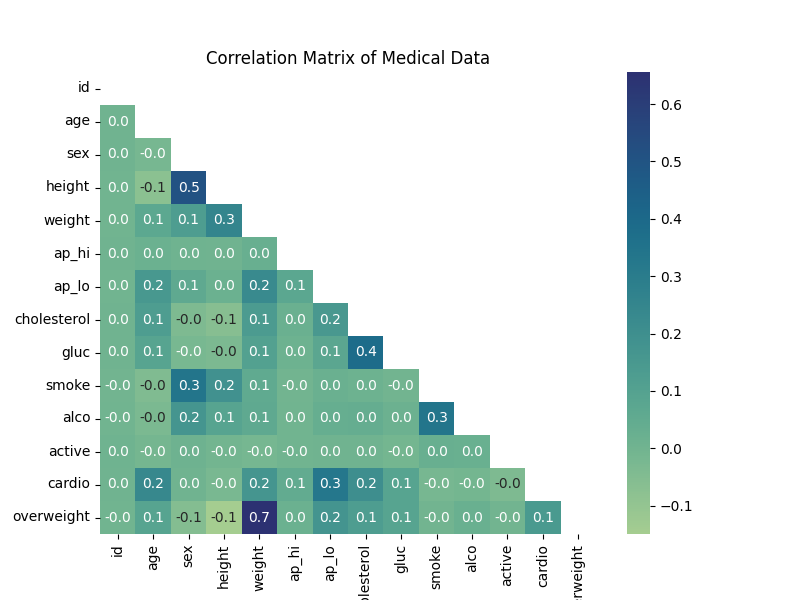 Correlation Matrix of Medical Data
id
age 0.0
sex 0.0 -0.0
height 0.0 -0.1 0.5
weight 0.0 0.1 0.1 0.3
ap_hi 0.0 0.0 0.0 0.0 0.0
ap_lo 0.0 0.2 0.1 0.0 0.2 0.1
cholesterol 0.0 0.1 -0.0 -0.1 0.1 0.0 0.2
gluc 0.0 0.1 -0.0 -0.0 0.1 0.0 0.1 0.4
smoke -0.0 -0.0 0.3 0.2 0.1 -0.0 0.0 0.0 -0.0
alco -0.0 -0.0 0.2 0.1 0.1 0.0 0.0 0.0 0.0 0.3
active 0.0 -0.0 0.0 -0.0 -0.0 -0.0 0.0 0.0 -0.0 0.0 0.0
cardio 0.0 0.2 0.0 -0.0 0.2 0.1 0.3 0.2 0.1 -0.0 -0.0 -0.0
overweight -0.0 0.1 -0.1 -0.1 0.7 0.0 0.2 0.1 0.1 -0.0 0.0 -0.0 0.1
id age sex height weight ap_hi ap_lo olesterol gluc smoke alco active cardio rweight
0.6
0.5
0.4
0.3
0.2
0.1
0.0
−0.1